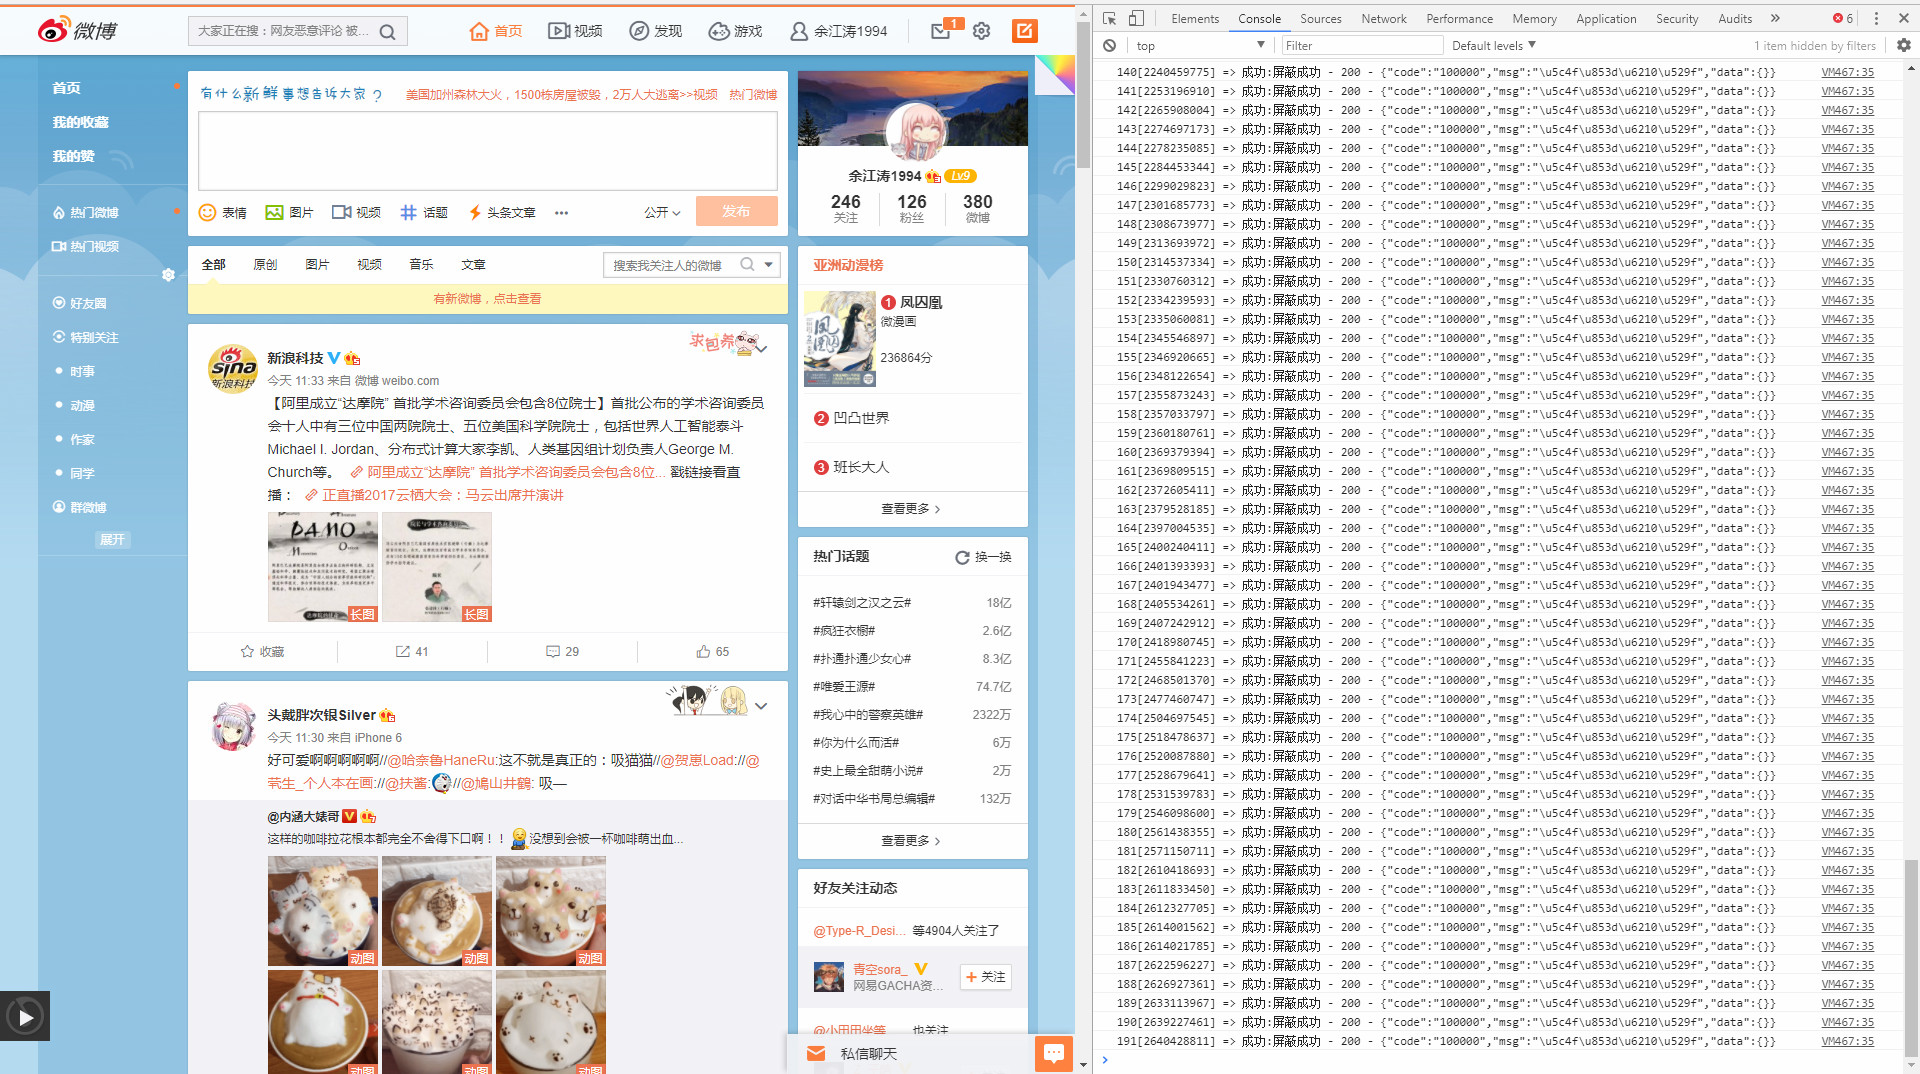 微博
大家正在搜：网友恶意评论 被...
首页
视频
发现
游戏
余江涛1994
1
首页
我的收藏
我的赞
热门微博
热门视频
好友圈
特别关注
时事
动漫
作家
同学
群微博
展开
有什么新鲜事想告诉大家?
美国加州森林大火，1500栋房屋被毁，2万人大逃离>>视频 热门微博
表情 图片 视频 话题 头条文章
公开
发布
全部 原创 图片 视频 音乐 文章
搜索我关注人的微博
有新微博，点击查看
求包养
sina
新浪科技
新浪科技
今天 11:33 来自 微博 weibo.com
【阿里成立“达摩院” 首批学术咨询委员会包含8位院士】首批公布的学术咨询委员
会十人中有三位中国两院院士、五位美国科学院院士，包括世界人工智能泰斗
Michael I. Jordan、分布式计算大家李凯、人类基因组计划负责人George M.
Church等。 阿里成立“达摩院” 首批学术咨询委员会包含8位... 戳链接看直
播： 正直播2017云栖大会：马云出席并演讲
长图
长图
收藏
41
29
65
头戴胖次银Silver
今天 11:30 来自 iPhone 6
好可爱啊啊啊啊啊//@哈奈鲁HaneRu:这不就是真正的：吸猫猫//@贺崽Load://@
茕生_个人本在画://@扶酱://@鳩山井鶴: 吸—
@内涵大婊哥
这样的咖啡拉花根本都完全不舍得下口啊！！没想到会被一杯咖啡萌出血...
动图
动图
动图
动图
动图
动图
余江涛1994 Lv9
246 126 380
关注 粉丝 微博
亚洲动漫榜
1 凤囚凰
微漫画
236864分
2 凹凸世界
3 班长大人
查看更多
热门话题 换一换
#轩辕剑之汉之云# 18亿
#疯狂衣橱# 2.6亿
#扑通扑通少女心# 8.3亿
#唯爱王源# 74.7亿
#我心中的警察英雄# 2322万
#你为什么而活# 6万
#史上最全甜萌小说# 2万
#对话中华书局总编辑# 132万
查看更多
好友关注动态
@Type-R_Desi... 等4904人关注了
青空sora_
网易GACHA资...
+ 关注
也关注
私信聊天
Elements Console Sources Network Performance Memory Application Security Audits 6
top Filter Default levels 1 item hidden by filters
140[2240459775] => 成功:屏蔽成功 - 200 - {"code":"100000","msg":"\u5c4f\u853d\u6210\u529f","data":{}} VM467:35
141[2253196910] => 成功:屏蔽成功 - 200 - {"code":"100000","msg":"\u5c4f\u853d\u6210\u529f","data":{}} VM467:35
142[2265908004] => 成功:屏蔽成功 - 200 - {"code":"100000","msg":"\u5c4f\u853d\u6210\u529f","data":{}} VM467:35
143[2274697173] => 成功:屏蔽成功 - 200 - {"code":"100000","msg":"\u5c4f\u853d\u6210\u529f","data":{}} VM467:35
144[2278235085] => 成功:屏蔽成功 - 200 - {"code":"100000","msg":"\u5c4f\u853d\u6210\u529f","data":{}} VM467:35
145[2284453344] => 成功:屏蔽成功 - 200 - {"code":"100000","msg":"\u5c4f\u853d\u6210\u529f","data":{}} VM467:35
146[2299029823] => 成功:屏蔽成功 - 200 - {"code":"100000","msg":"\u5c4f\u853d\u6210\u529f","data":{}} VM467:35
147[2301685773] => 成功:屏蔽成功 - 200 - {"code":"100000","msg":"\u5c4f\u853d\u6210\u529f","data":{}} VM467:35
148[2308673977] => 成功:屏蔽成功 - 200 - {"code":"100000","msg":"\u5c4f\u853d\u6210\u529f","data":{}} VM467:35
149[2313693972] => 成功:屏蔽成功 - 200 - {"code":"100000","msg":"\u5c4f\u853d\u6210\u529f","data":{}} VM467:35
150[2314537334] => 成功:屏蔽成功 - 200 - {"code":"100000","msg":"\u5c4f\u853d\u6210\u529f","data":{}} VM467:35
151[2330760312] => 成功:屏蔽成功 - 200 - {"code":"100000","msg":"\u5c4f\u853d\u6210\u529f","data":{}} VM467:35
152[2334239593] => 成功:屏蔽成功 - 200 - {"code":"100000","msg":"\u5c4f\u853d\u6210\u529f","data":{}} VM467:35
153[2335060081] => 成功:屏蔽成功 - 200 - {"code":"100000","msg":"\u5c4f\u853d\u6210\u529f","data":{}} VM467:35
154[2345546897] => 成功:屏蔽成功 - 200 - {"code":"100000","msg":"\u5c4f\u853d\u6210\u529f","data":{}} VM467:35
155[2346920665] => 成功:屏蔽成功 - 200 - {"code":"100000","msg":"\u5c4f\u853d\u6210\u529f","data":{}} VM467:35
156[2348122654] => 成功:屏蔽成功 - 200 - {"code":"100000","msg":"\u5c4f\u853d\u6210\u529f","data":{}} VM467:35
157[2355873243] => 成功:屏蔽成功 - 200 - {"code":"100000","msg":"\u5c4f\u853d\u6210\u529f","data":{}} VM467:35
158[2357033797] => 成功:屏蔽成功 - 200 - {"code":"100000","msg":"\u5c4f\u853d\u6210\u529f","data":{}} VM467:35
159[2360180761] => 成功:屏蔽成功 - 200 - {"code":"100000","msg":"\u5c4f\u853d\u6210\u529f","data":{}} VM467:35
160[2369379394] => 成功:屏蔽成功 - 200 - {"code":"100000","msg":"\u5c4f\u853d\u6210\u529f","data":{}} VM467:35
161[2369809515] => 成功:屏蔽成功 - 200 - {"code":"100000","msg":"\u5c4f\u853d\u6210\u529f","data":{}} VM467:35
162[2372605411] => 成功:屏蔽成功 - 200 - {"code":"100000","msg":"\u5c4f\u853d\u6210\u529f","data":{}} VM467:35
163[2379528185] => 成功:屏蔽成功 - 200 - {"code":"100000","msg":"\u5c4f\u853d\u6210\u529f","data":{}} VM467:35
164[2397004535] => 成功:屏蔽成功 - 200 - {"code":"100000","msg":"\u5c4f\u853d\u6210\u529f","data":{}} VM467:35
165[2400240411] => 成功:屏蔽成功 - 200 - {"code":"100000","msg":"\u5c4f\u853d\u6210\u529f","data":{}} VM467:35
166[2401393393] => 成功:屏蔽成功 - 200 - {"code":"100000","msg":"\u5c4f\u853d\u6210\u529f","data":{}} VM467:35
167[2401943477] => 成功:屏蔽成功 - 200 - {"code":"100000","msg":"\u5c4f\u853d\u6210\u529f","data":{}} VM467:35
168[2405534261] => 成功:屏蔽成功 - 200 - {"code":"100000","msg":"\u5c4f\u853d\u6210\u529f","data":{}} VM467:35
169[2407242912] => 成功:屏蔽成功 - 200 - {"code":"100000","msg":"\u5c4f\u853d\u6210\u529f","data":{}} VM467:35
170[2418980745] => 成功:屏蔽成功 - 200 - {"code":"100000","msg":"\u5c4f\u853d\u6210\u529f","data":{}} VM467:35
171[2455841223] => 成功:屏蔽成功 - 200 - {"code":"100000","msg":"\u5c4f\u853d\u6210\u529f","data":{}} VM467:35
172[2468501370] => 成功:屏蔽成功 - 200 - {"code":"100000","msg":"\u5c4f\u853d\u6210\u529f","data":{}} VM467:35
173[2477460747] => 成功:屏蔽成功 - 200 - {"code":"100000","msg":"\u5c4f\u853d\u6210\u529f","data":{}} VM467:35
174[2504697545] => 成功:屏蔽成功 - 200 - {"code":"100000","msg":"\u5c4f\u853d\u6210\u529f","data":{}} VM467:35
175[2518478637] => 成功:屏蔽成功 - 200 - {"code":"100000","msg":"\u5c4f\u853d\u6210\u529f","data":{}} VM467:35
176[2520087880] => 成功:屏蔽成功 - 200 - {"code":"100000","msg":"\u5c4f\u853d\u6210\u529f","data":{}} VM467:35
177[2528679641] => 成功:屏蔽成功 - 200 - {"code":"100000","msg":"\u5c4f\u853d\u6210\u529f","data":{}} VM467:35
178[2531539783] => 成功:屏蔽成功 - 200 - {"code":"100000","msg":"\u5c4f\u853d\u6210\u529f","data":{}} VM467:35
179[2546098600] => 成功:屏蔽成功 - 200 - {"code":"100000","msg":"\u5c4f\u853d\u6210\u529f","data":{}} VM467:35
180[2561438355] => 成功:屏蔽成功 - 200 - {"code":"100000","msg":"\u5c4f\u853d\u6210\u529f","data":{}} VM467:35
181[2571150711] => 成功:屏蔽成功 - 200 - {"code":"100000","msg":"\u5c4f\u853d\u6210\u529f","data":{}} VM467:35
182[2610418693] => 成功:屏蔽成功 - 200 - {"code":"100000","msg":"\u5c4f\u853d\u6210\u529f","data":{}} VM467:35
183[2611833450] => 成功:屏蔽成功 - 200 - {"code":"100000","msg":"\u5c4f\u853d\u6210\u529f","data":{}} VM467:35
184[2612327705] => 成功:屏蔽成功 - 200 - {"code":"100000","msg":"\u5c4f\u853d\u6210\u529f","data":{}} VM467:35
185[2614001562] => 成功:屏蔽成功 - 200 - {"code":"100000","msg":"\u5c4f\u853d\u6210\u529f","data":{}} VM467:35
186[2614021785] => 成功:屏蔽成功 - 200 - {"code":"100000","msg":"\u5c4f\u853d\u6210\u529f","data":{}} VM467:35
187[2622596227] => 成功:屏蔽成功 - 200 - {"code":"100000","msg":"\u5c4f\u853d\u6210\u529f","data":{}} VM467:35
188[2626927361] => 成功:屏蔽成功 - 200 - {"code":"100000","msg":"\u5c4f\u853d\u6210\u529f","data":{}} VM467:35
189[2633113967] => 成功:屏蔽成功 - 200 - {"code":"100000","msg":"\u5c4f\u853d\u6210\u529f","data":{}} VM467:35
190[2639227461] => 成功:屏蔽成功 - 200 - {"code":"100000","msg":"\u5c4f\u853d\u6210\u529f","data":{}} VM467:35
191[2640428811] => 成功:屏蔽成功 - 200 - {"code":"100000","msg":"\u5c4f\u853d\u6210\u529f","data":{}} VM467:35